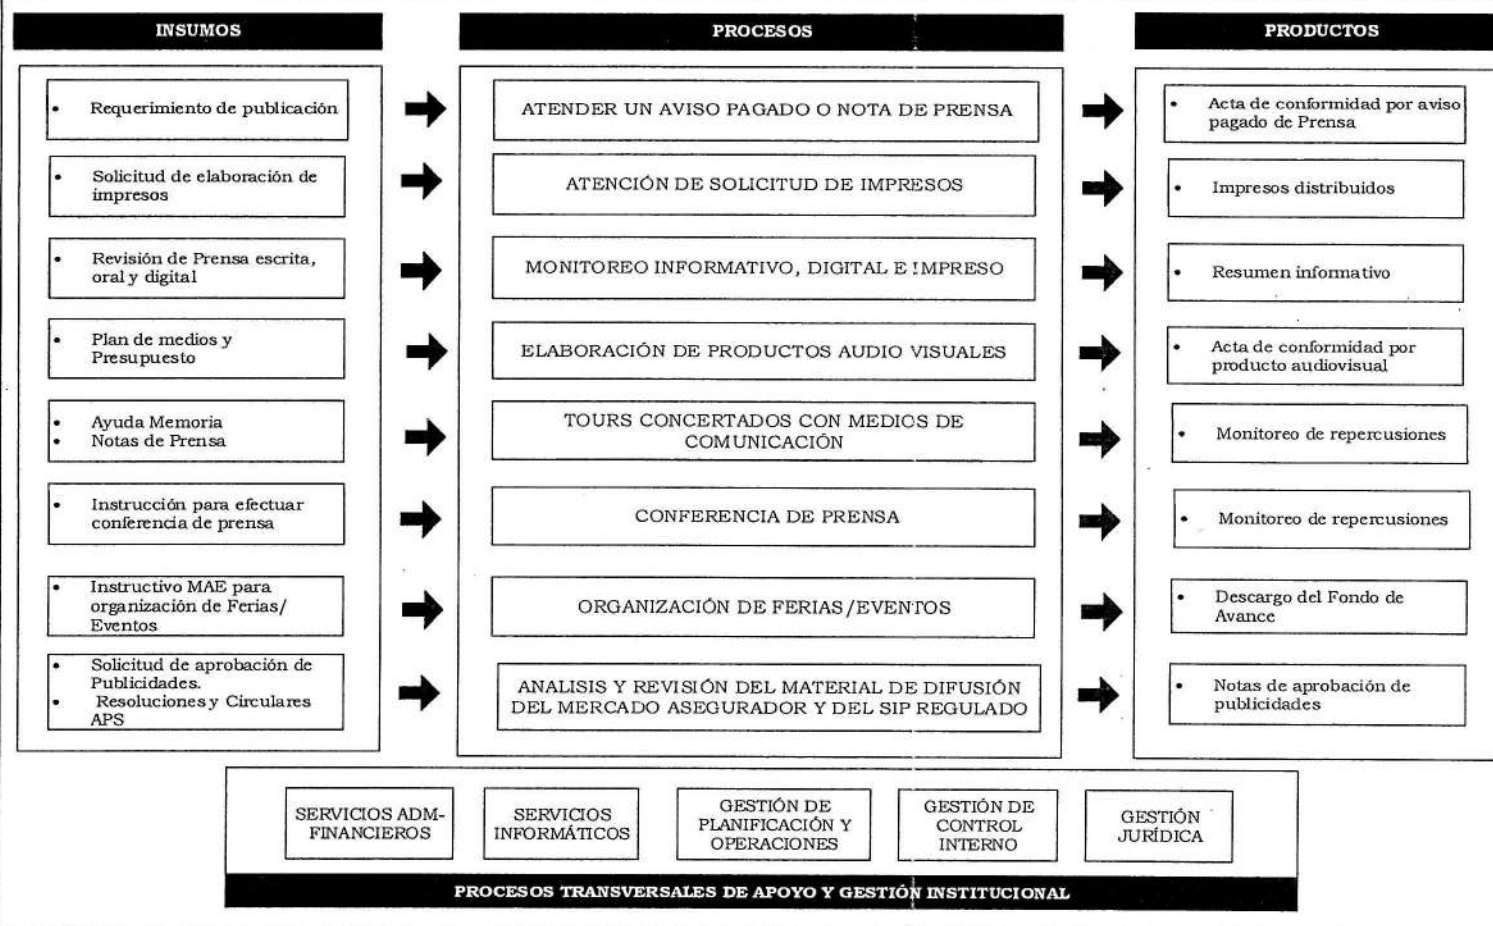 INSUMOS
PROCESOS
PRODUCTOS
• Requerimiento de publicación
ATENDER UN AVISO PAGADO O NOTA DE PRENSA
• Acta de conformidad por aviso
pagado de Prensa
• Solicitud de elaboración de
impresos
ATENCIÓN DE SOLICITUD DE IMPRESOS
• Impresos distribuidos
• Revisión de Prensa escrita,
oral y digital
MONITOREO INFORMATIVO, DIGITAL E IMPRESO
• Resumen informativo
• Plan de medios y
Presupuesto
ELABORACIÓN DE PRODUCTOS AUDIO VISUALES
• Acta de conformidad por
producto audiovisual
• Ayuda Memoria
• Notas de Prensa
TOURS CONCERTADOS CON MEDIOS DE
COMUNICACIÓN
• Monitoreo de repercusiones
• Instrucción para efectuar
conferencia de prensa
CONFERENCIA DE PRENSA
• Monitoreo de repercusiones
• Instructivo MAE para
organización de Ferias/
Eventos
ORGANIZACIÓN DE FERIAS/EVENTOS
• Descargo del Fondo de
Avance
• Solicitud de aprobación de
Publicidades.
• Resoluciones y Circulares
APS
ANALISIS Y REVISIÓN DEL MATERIAL DE DIFUSIÓN
DEL MERCADO ASEGURADOR Y DEL SIP REGULADO
• Notas de aprobación de
publicidades
SERVICIOS ADM-
FINANCIEROS
SERVICIOS
INFORMÁTICOS
GESTIÓN DE
PLANIFICACIÓN Y
OPERACIONES
GESTIÓN DE
CONTROL
INTERNO
GESTIÓN
JURÍDICA
PROCESOS TRANSVERSALES DE APOYO Y GESTIÓN INSTITUCIONAL